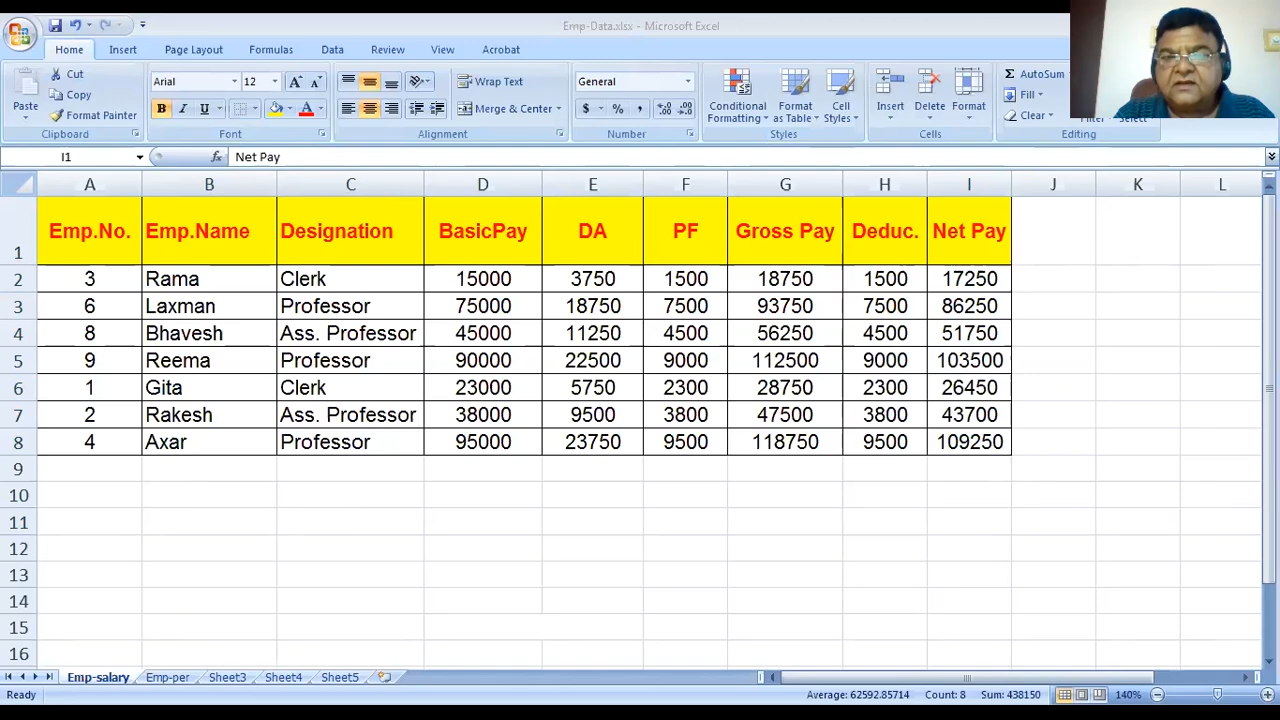 Emp-Data.xlsx - Microsoft Excel
Home Insert Page Layout Formulas Data Review View Acrobat
Paste Cut Copy Format Painter
Arial 12
B I U
Wrap Text
Merge & Center
General
$ % ,
Conditional Formatting Format as Table Cell Styles
Insert Delete Format
Σ AutoSum
Fill
Clear
Clipboard Font Alignment Number Styles Cells Editing
I1 fx Net Pay
A B C D E F G H I J K L
1 Emp.No. Emp.Name Designation BasicPay DA PF Gross Pay Deduc. Net Pay
2 3 Rama Clerk 15000 3750 1500 18750 1500 17250
3 6 Laxman Professor 75000 18750 7500 93750 7500 86250
4 8 Bhavesh Ass. Professor 45000 11250 4500 56250 4500 51750
5 9 Reema Professor 90000 22500 9000 112500 9000 103500
6 1 Gita Clerk 23000 5750 2300 28750 2300 26450
7 2 Rakesh Ass. Professor 38000 9500 3800 47500 3800 43700
8 4 Axar Professor 95000 23750 9500 118750 9500 109250
9
10
11
12
13
14
15
16
Emp-salary Emp-per Sheet3 Sheet4 Sheet5
Ready Average: 62592.85714 Count: 8 Sum: 438150 140%